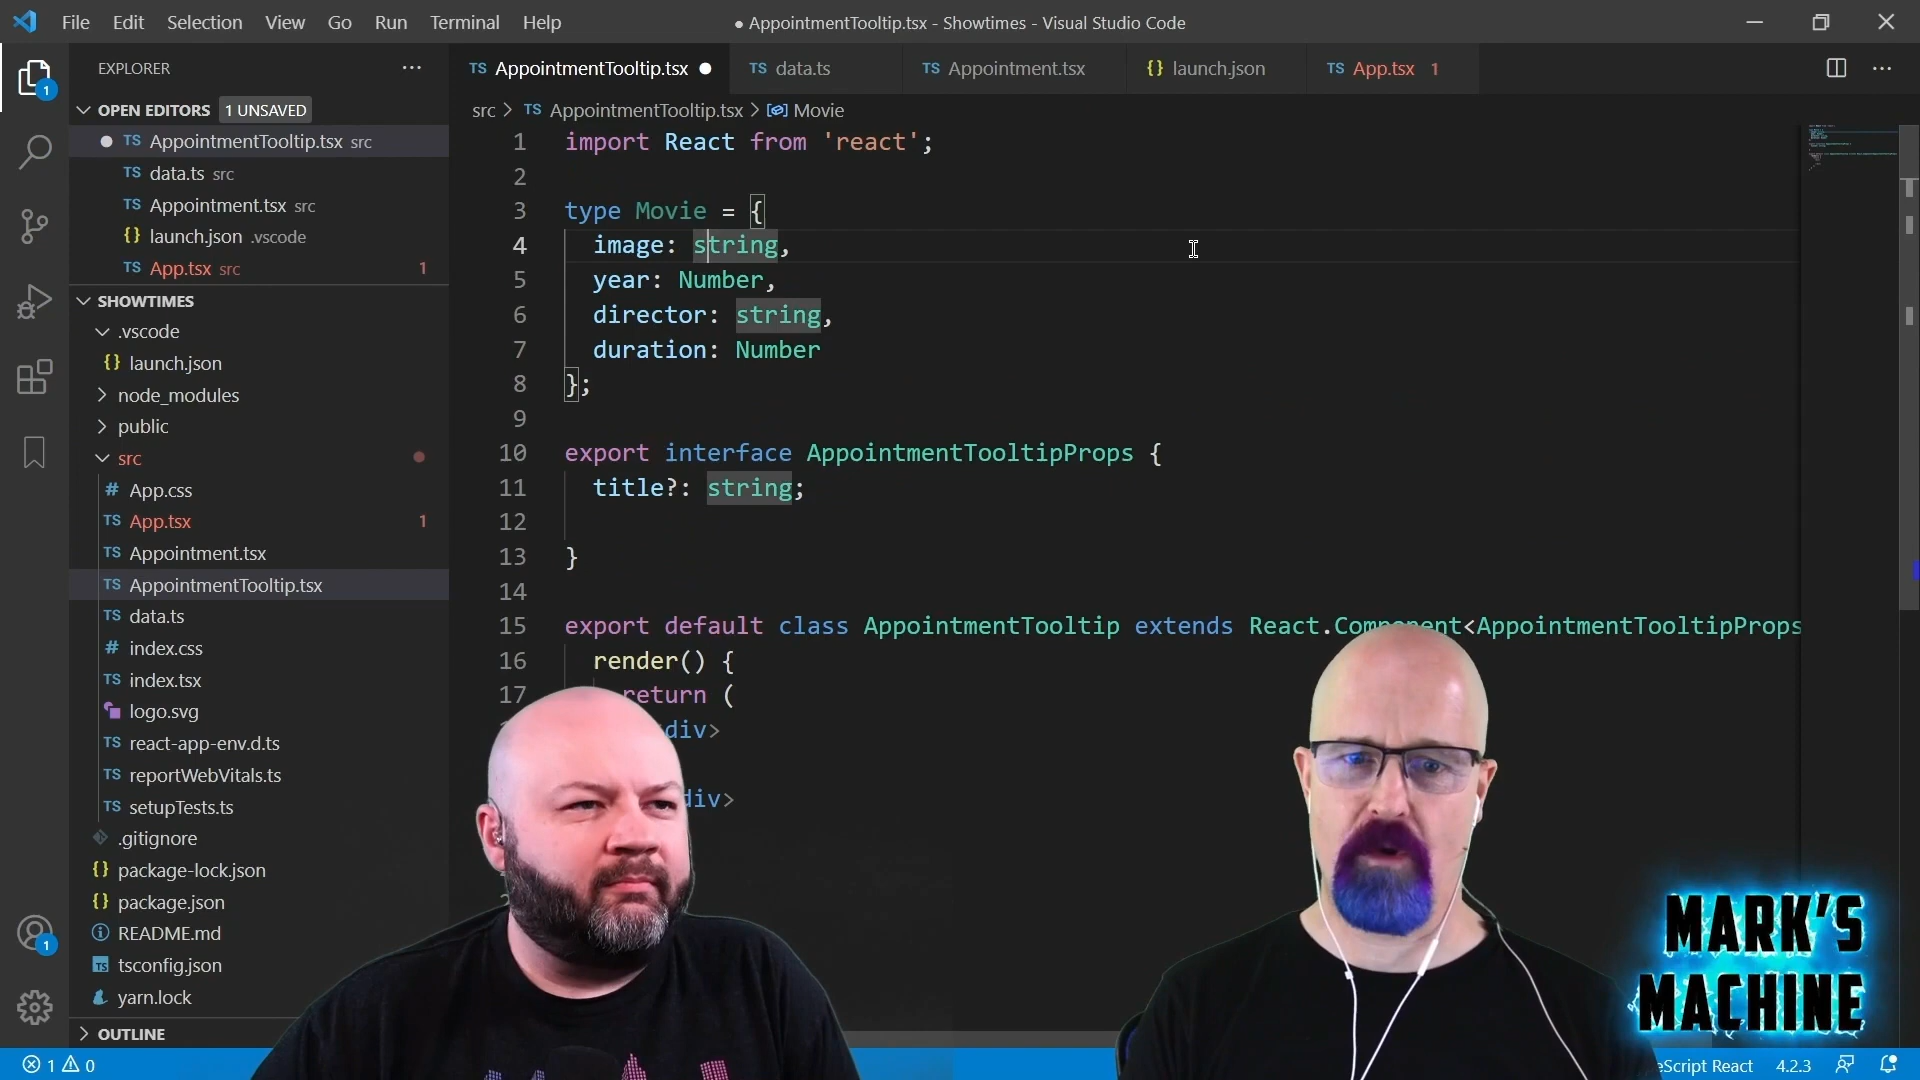 File Edit Selection View Go Run Terminal Help
● AppointmentTooltip.tsx - Showtimes - Visual Studio Code
EXPLORER
OPEN EDITORS 1 UNSAVED
TS AppointmentTooltip.tsx src
TS data.ts src
TS Appointment.tsx src
{} launch.json .vscode
TS App.tsx src 1
SHOWTIMES
.vscode
{} launch.json
node_modules
public
src
# App.css
TS App.tsx 1
TS Appointment.tsx
TS AppointmentTooltip.tsx
TS data.ts
# index.css
TS index.tsx
logo.svg
TS react-app-env.d.ts
TS reportWebVitals.ts
TS setupTests.ts
.gitignore
{} package-lock.json
{} package.json
README.md
TS tsconfig.json
yarn.lock
OUTLINE
1
1
TS AppointmentTooltip.tsx ●
TS data.ts
TS Appointment.tsx
{} launch.json
TS App.tsx 1
src > TS AppointmentTooltip.tsx > Movie
1 import React from 'react';
2
3 type Movie = {
4 image: string,
5 year: Number,
6 director: string,
7 duration: Number
8 };
9
10 export interface AppointmentTooltipProps {
11 title?: string;
12
13 }
14
15 export default class AppointmentTooltip extends React.Component<AppointmentTooltipProps
16 render() {
17 return (
div>
div>
MARK'S
MACHINE
1 0
eScript React 4.2.3